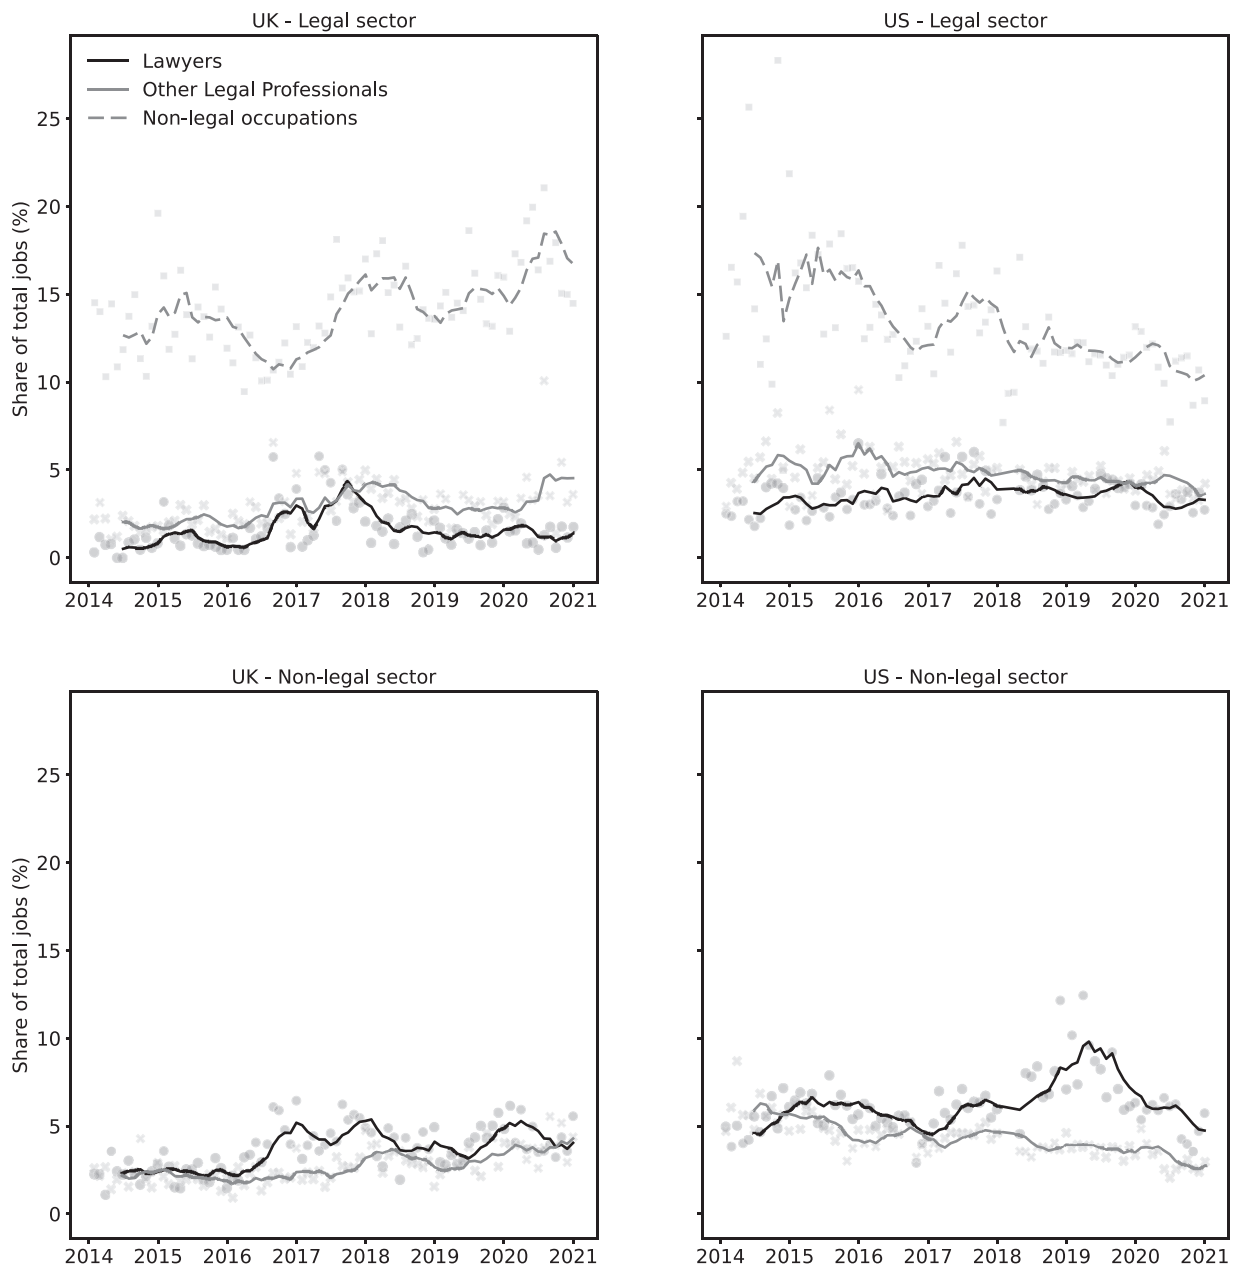 UK - Legal sector
US - Legal sector
Lawyers
Other Legal Professionals
Non-legal occupations
Share of total jobs (%)
25
20
15
10
5
0
2014 2015 2016 2017 2018 2019 2020 2021
2014 2015 2016 2017 2018 2019 2020 2021
UK - Non-legal sector
US - Non-legal sector
Share of total jobs (%)
25
20
15
10
5
0
2014 2015 2016 2017 2018 2019 2020 2021
2014 2015 2016 2017 2018 2019 2020 2021